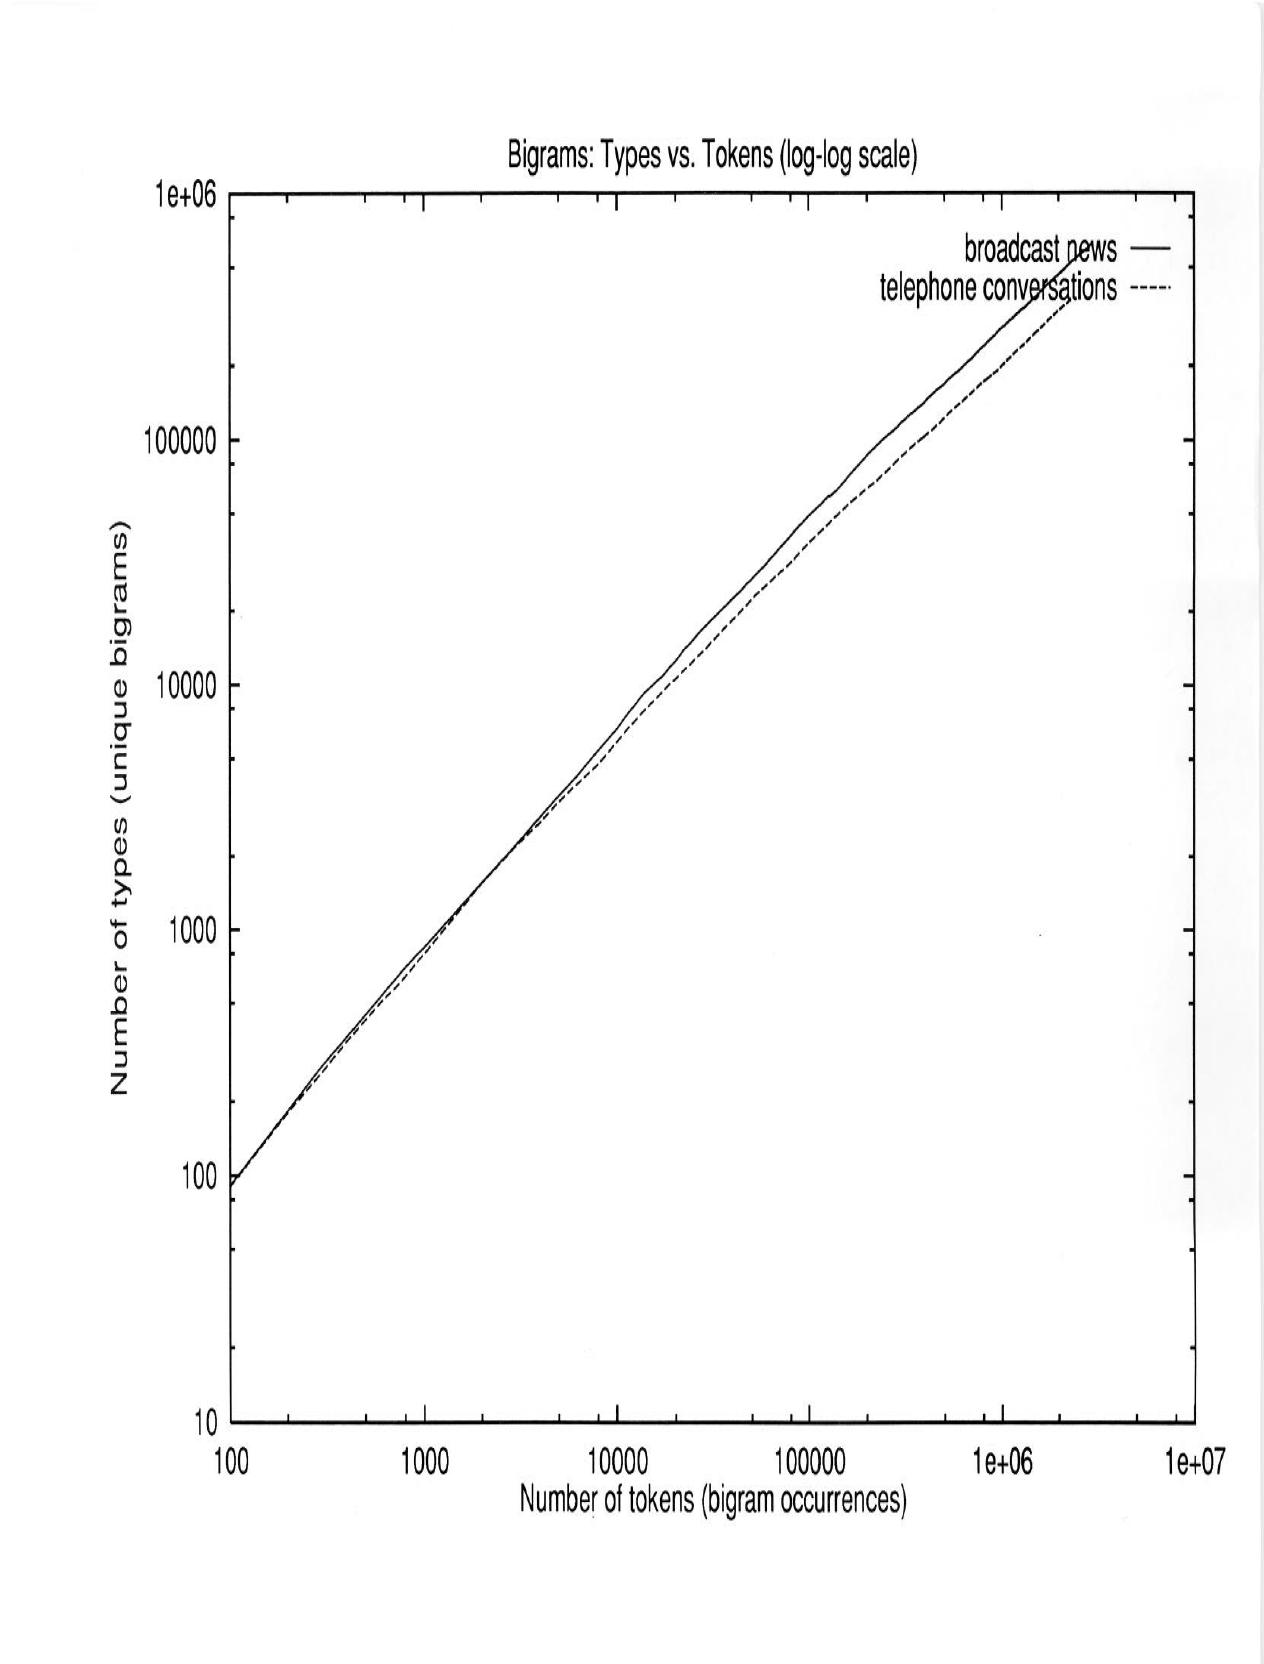 Bigrams: Types vs. Tokens (log-log scale)
1e+06
broadcast news
telephone conversations
100000
10000
1000
100
10
Number of types (unique bigrams)
100 1000 10000 100000 1e+06 1e+07
Number of tokens (bigram occurrences)